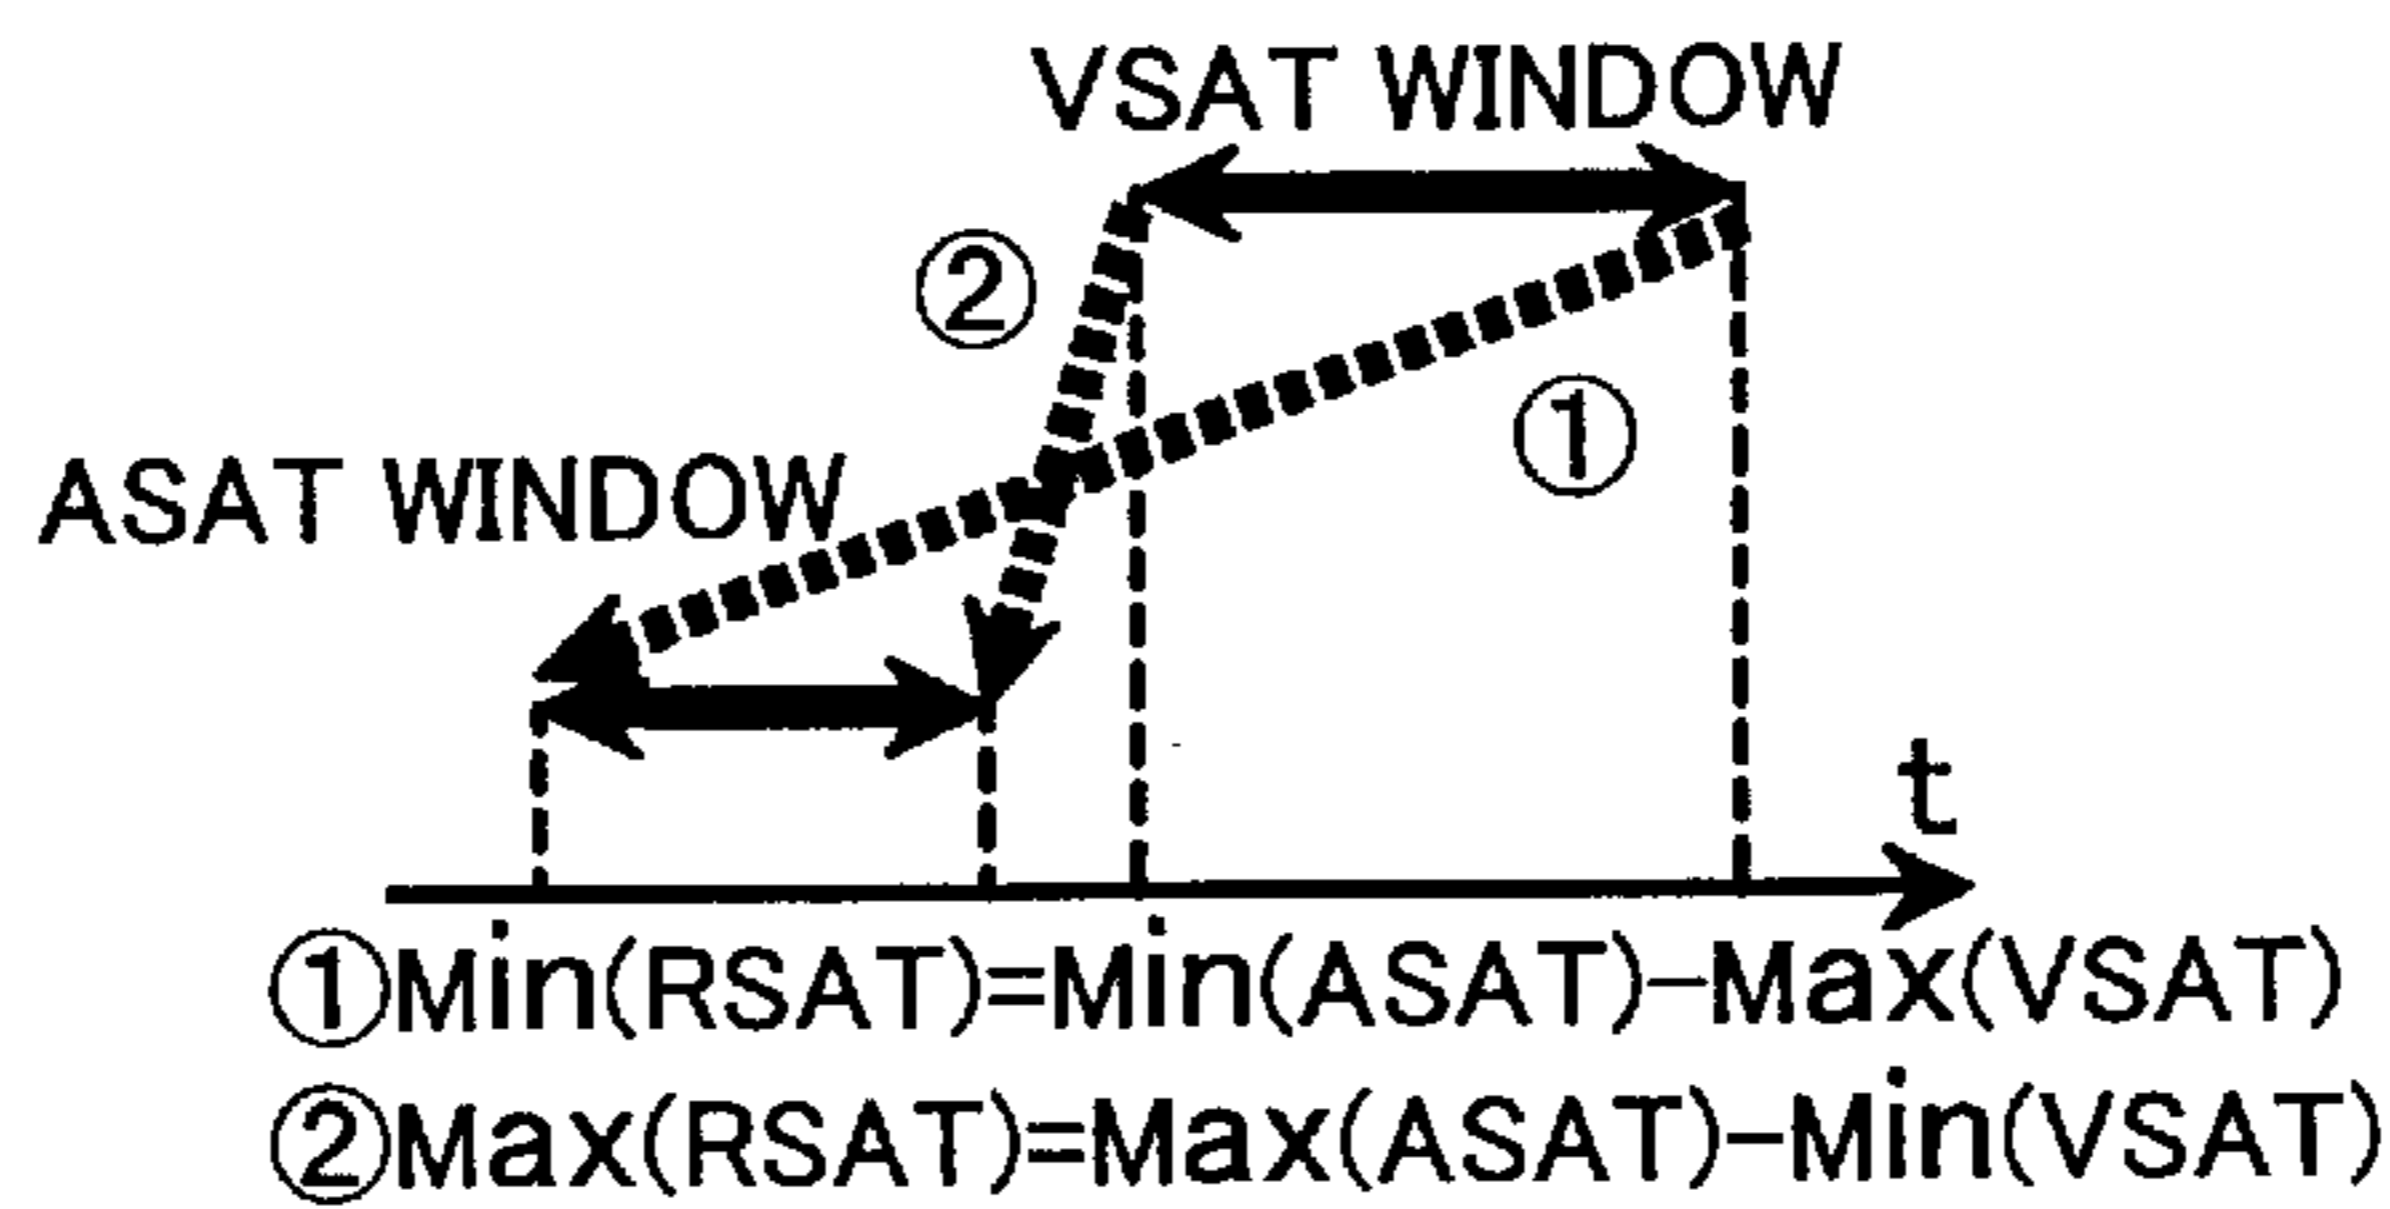 VSAT WINDOW
②
①
ASAT WINDOW
t
①Min(RSAT)=Min(ASAT)-Max(VSAT)
②Max(RSAT)=Max(ASAT)-Min(VSAT)